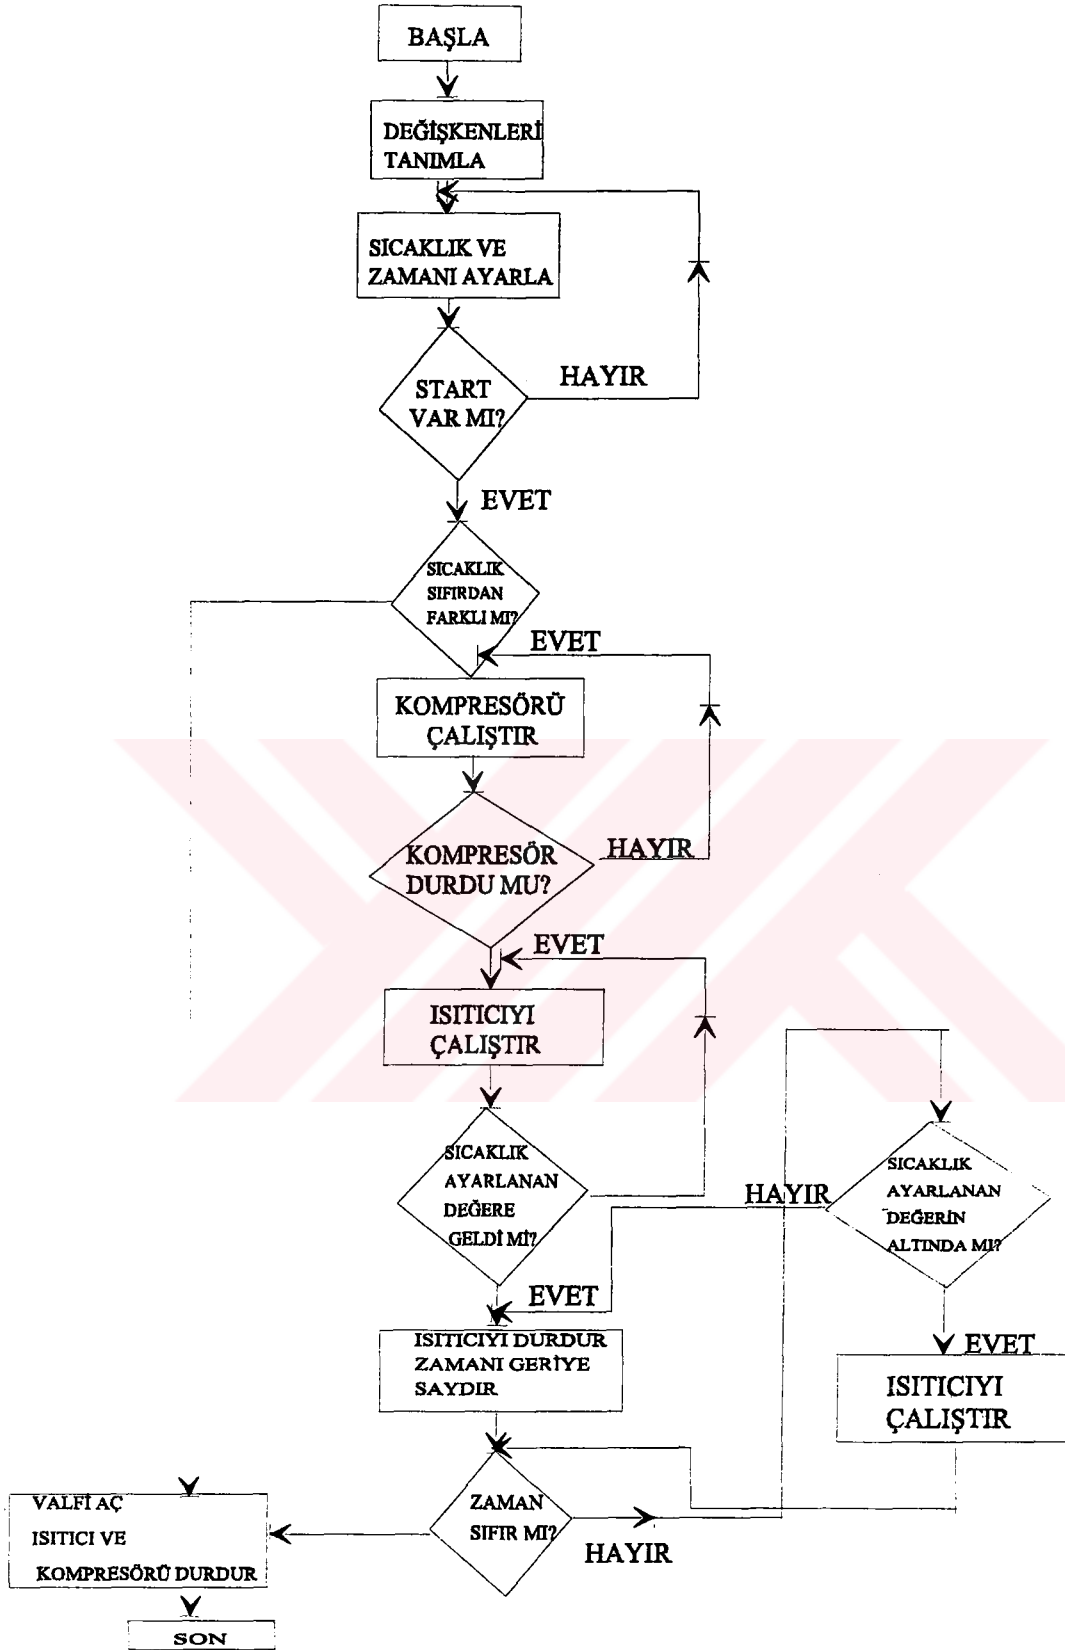 BAŞLA
DEĞİŞKENLERİ
TANIMLA
SICAKLIK VE
ZAMANI AYARLA
HAYIR
START
VAR MI?
EVET
SICAKLIK
SIFIRDAN
FARKLI MI?
EVET
KOMPRESÖRÜ
ÇALIŞTIR
HAYIR
KOMPRESÖR
DURDU MU?
EVET
ISITICIYI
ÇALIŞTIR
SICAKLIK
AYARLANAN
DEĞERE
GELDİ Mİ?
HAYIR
SICAKLIK
AYARLANAN
DEĞERİN
ALTINDA MI?
EVET
ISITICIYI DURDUR
ZAMANI GERİYE
SAYDIR
EVET
ISITICIYI
ÇALIŞTIR
ZAMAN
SIFIR MI?
HAYIR
VALFİ AÇ
ISITICI VE
KOMPRESÖRÜ DURDUR
SON